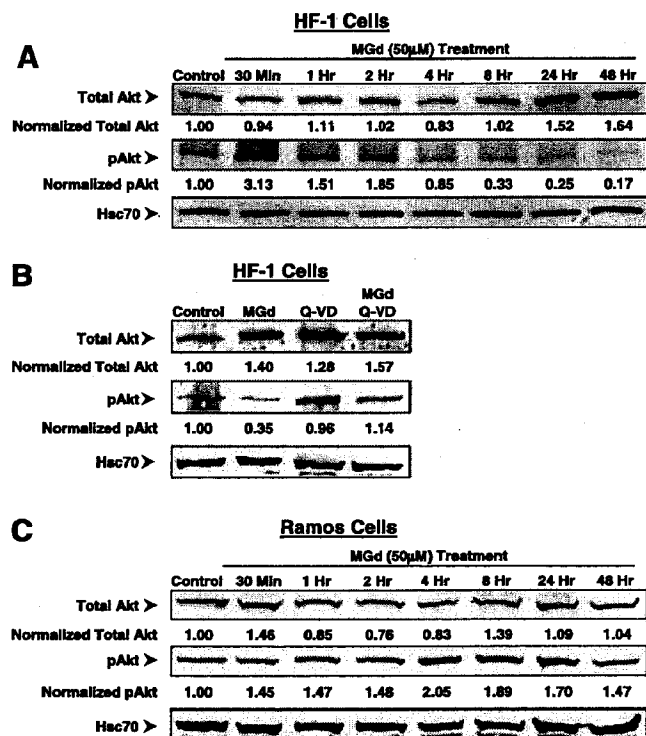 HF-1 Cells
A
MGd (50µM) Treatment
Control 30 Min 1 Hr 2 Hr 4 Hr 8 Hr 24 Hr 48 Hr
Total Akt
Normalized Total Akt 1.00 0.94 1.11 1.02 0.83 1.02 1.52 1.64
pAkt
Normalized pAkt 1.00 3.13 1.51 1.85 0.85 0.33 0.25 0.17
Hsc70
B
HF-1 Cells
MGd
Control MGd Q-VD Q-VD
Total Akt
Normalized Total Akt 1.00 1.40 1.28 1.57
pAkt
Normalized pAkt 1.00 0.35 0.96 1.14
Hsc70
C
Ramos Cells
MGd (50µM) Treatment
Control 30 Min 1 Hr 2 Hr 4 Hr 8 Hr 24 Hr 48 Hr
Total Akt
Normalized Total Akt 1.00 1.46 0.85 0.76 0.83 1.39 1.09 1.04
pAkt
Normalized pAkt 1.00 1.45 1.47 1.48 2.05 1.89 1.70 1.47
Hsc70